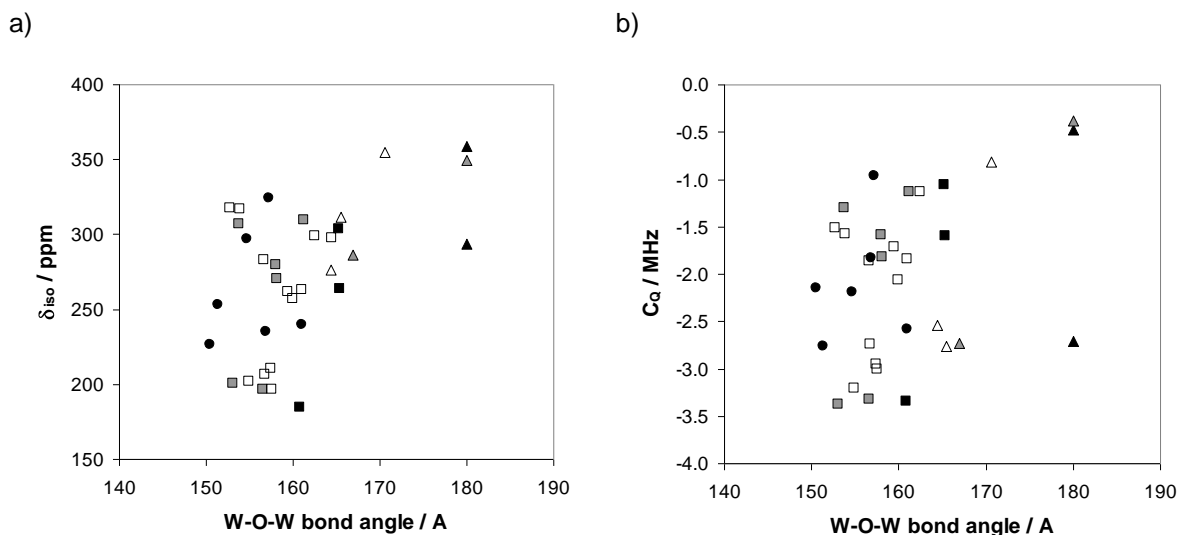 a)
b)
400
350
300
250
200
150
δiso / ppm
140 150 160 170 180 190
W-O-W bond angle / A
0.0
-0.5
-1.0
-1.5
-2.0
-2.5
-3.0
-3.5
-4.0
CQ / MHz
140 150 160 170 180 190
W-O-W bond angle / A